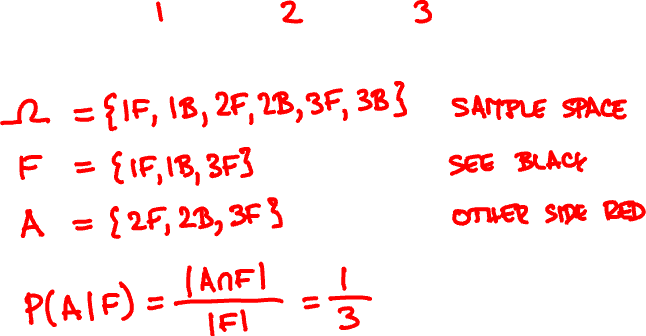 1 2 3
Ω = {1F, 1B, 2F, 2B, 3F, 3B} SAMPLE SPACE
F = {1F, 1B, 3F} SEE BLACK
A = {2F, 2B, 3F} OTHER SIDE RED
P(A|F) = |A∩F| / |F| = 1 / 3